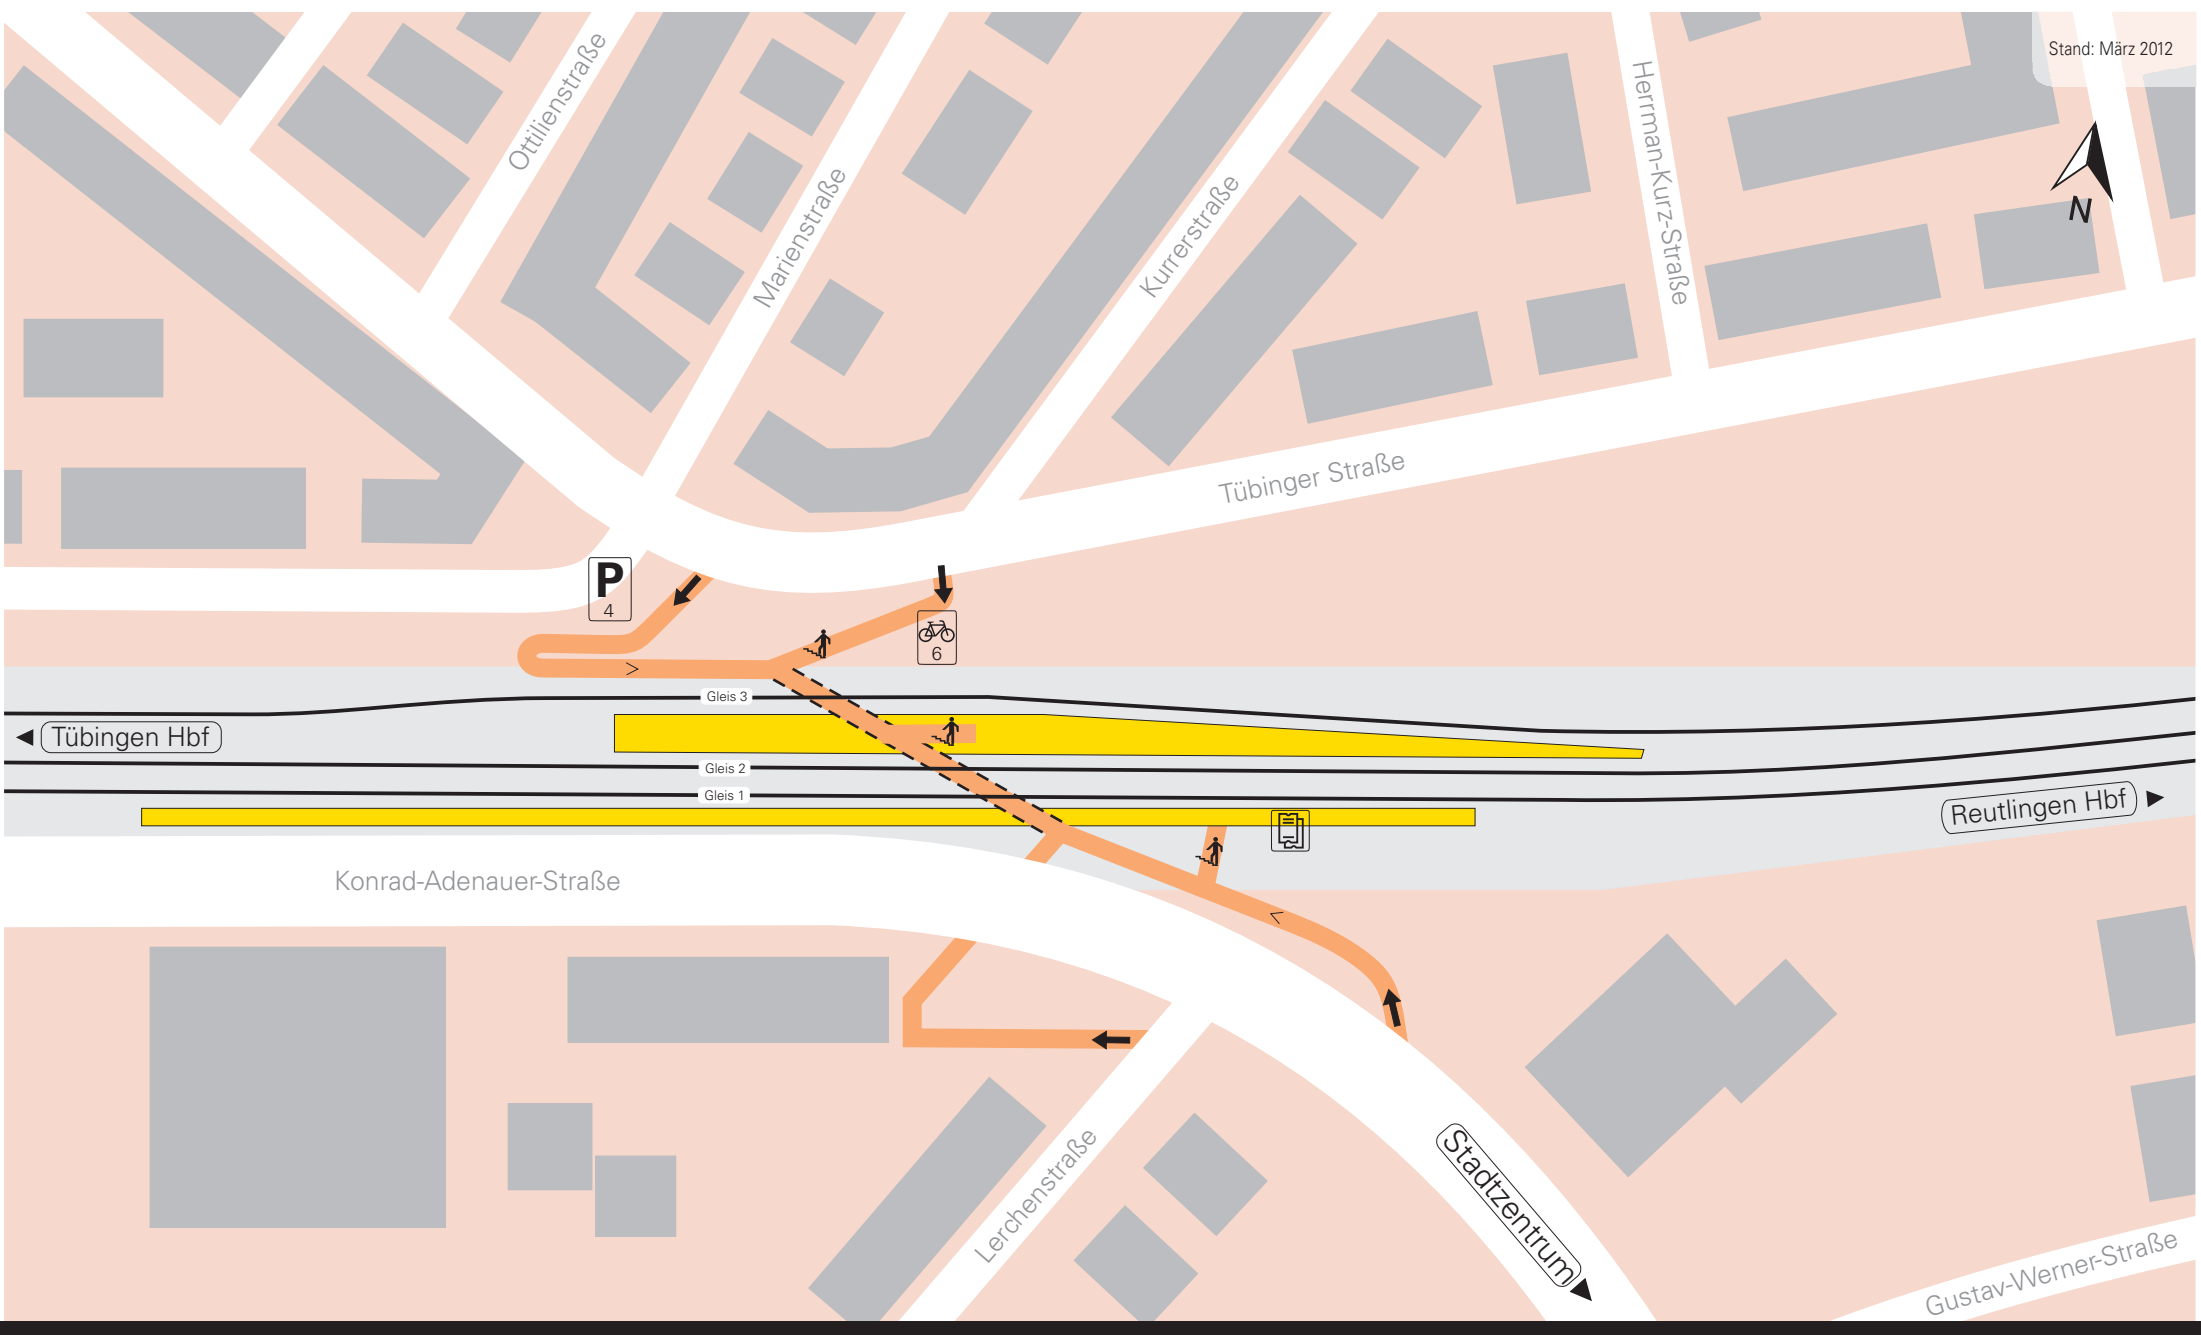 Stand: März 2012
Ottilienstraße
Marienstraße
Kurrerstraße
Herrman-Kurz-Straße
N
Tübinger Straße
P
4
6
Gleis 3
Tübingen Hbf
Gleis 2
Gleis 1
Reutlingen Hbf
Konrad-Adenauer-Straße
Lerchenstraße
Stadtzentrum
Gustav-Werner-Straße